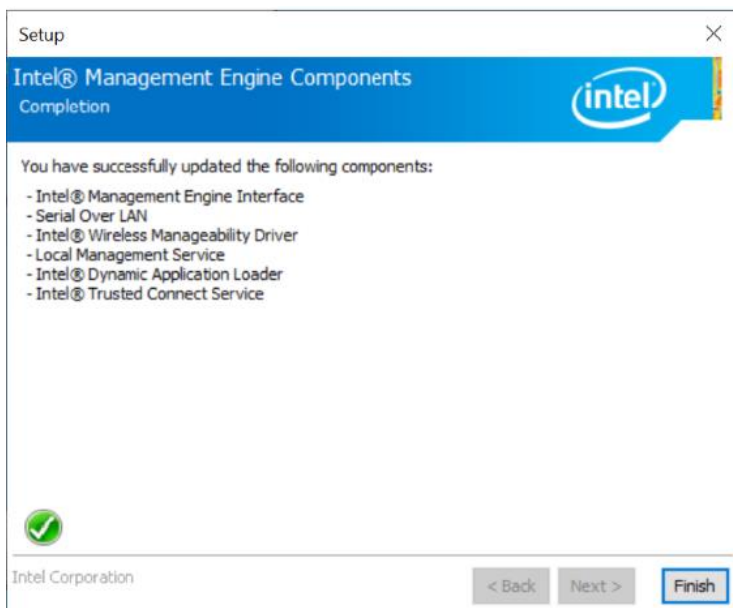 Setup
Intel® Management Engine Components
Completion
intel
You have successfully updated the following components:
- Intel® Management Engine Interface
- Serial Over LAN
- Intel® Wireless Manageability Driver
- Local Management Service
- Intel® Dynamic Application Loader
- Intel® Trusted Connect Service
Intel Corporation
< Back Next > Finish